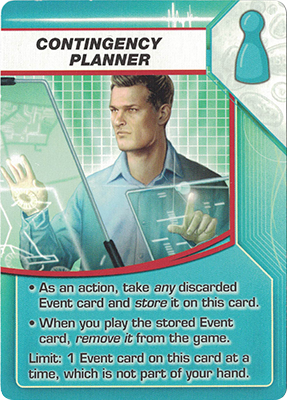 CONTINGENCY
PLANNER
• As an action, take any discarded
Event card and store it on this card.
• When you play the stored Event
card, remove it from the game.
Limit: 1 Event card on this card at a
time, which is not part of your hand.